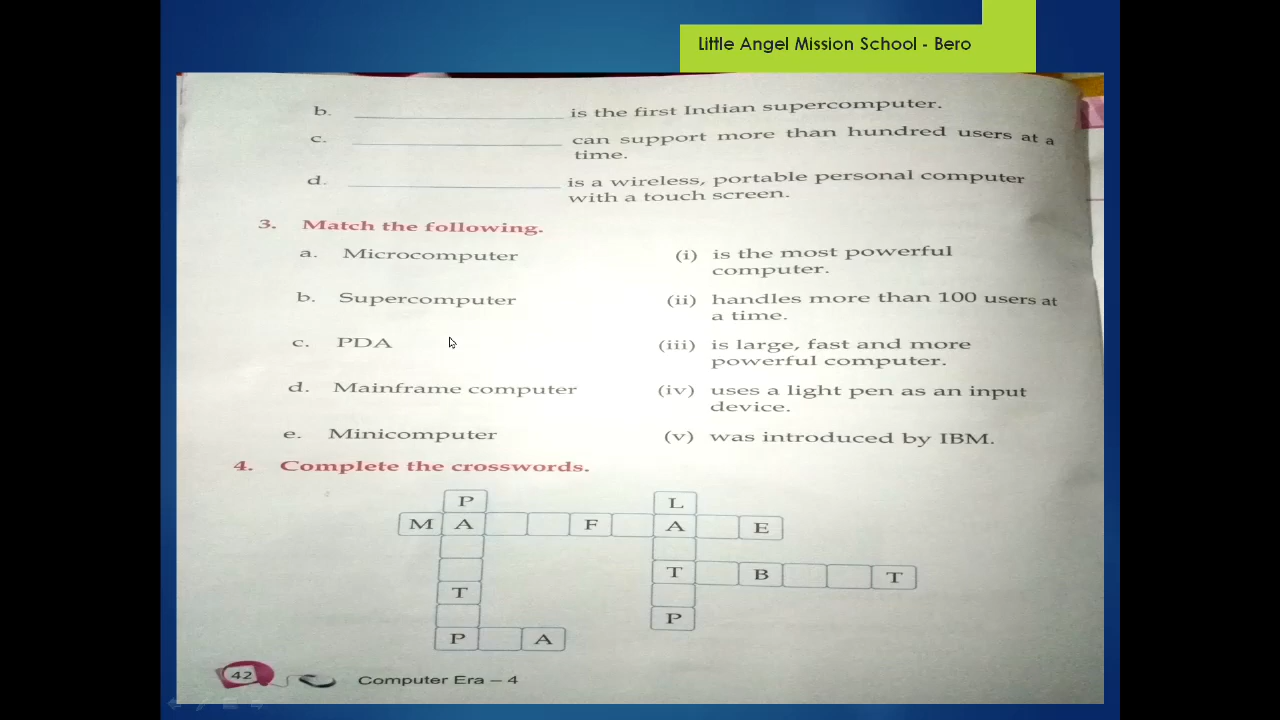 Little Angel Mission School - Bero
b. ______________ is the first Indian supercomputer.
c. ______________ can support more than hundred users at a
time.
d. ______________ is a wireless, portable personal computer
with a touch screen.
3. Match the following.
a. Microcomputer (i) is the most powerful
computer.
b. Supercomputer (ii) handles more than 100 users at
a time.
c. PDA (iii) is large, fast and more
powerful computer.
d. Mainframe computer (iv) uses a light pen as an input
device.
e. Minicomputer (v) was introduced by IBM.
4. Complete the crosswords.
P L
M A F A E
T B T
T
P
P A
42 Computer Era – 4